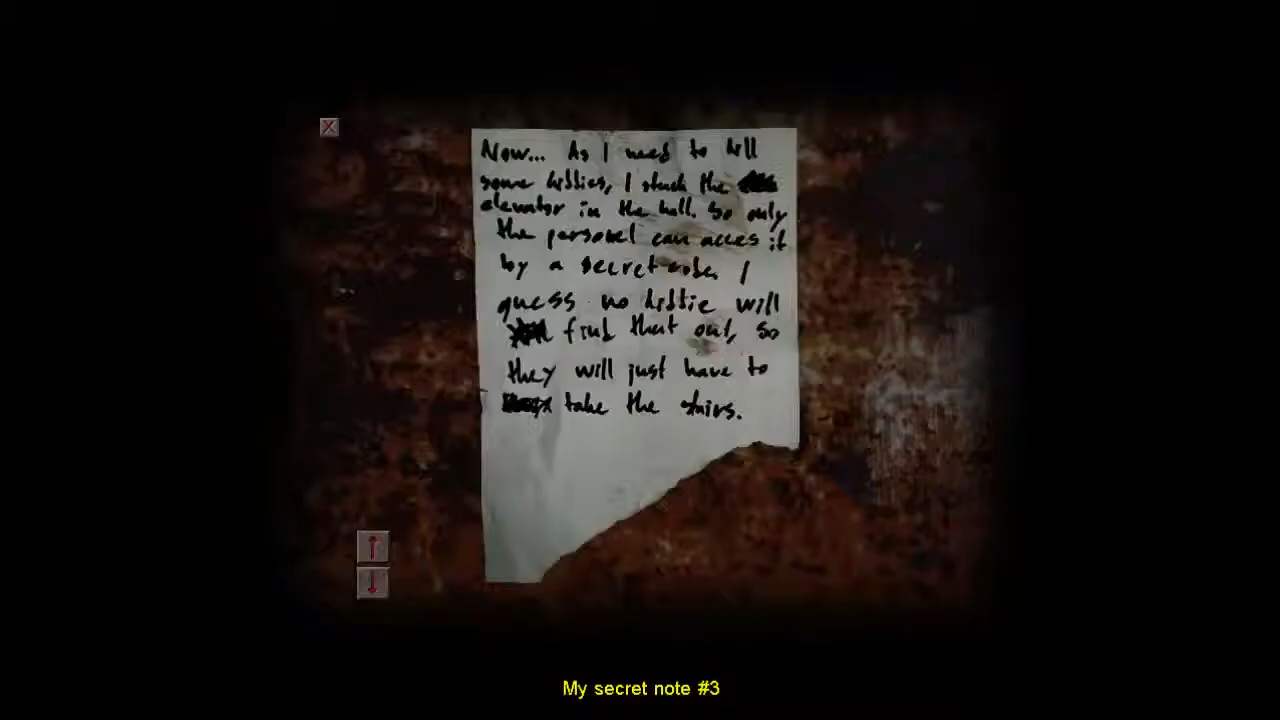 Now... As I need to kill
some kitties, I stuck the
elevator in the hall. So only
the personel can acces it
by a secret code. I
guess no kittie will
find that out, so
they will just have to
take the stairs.
My secret note #3